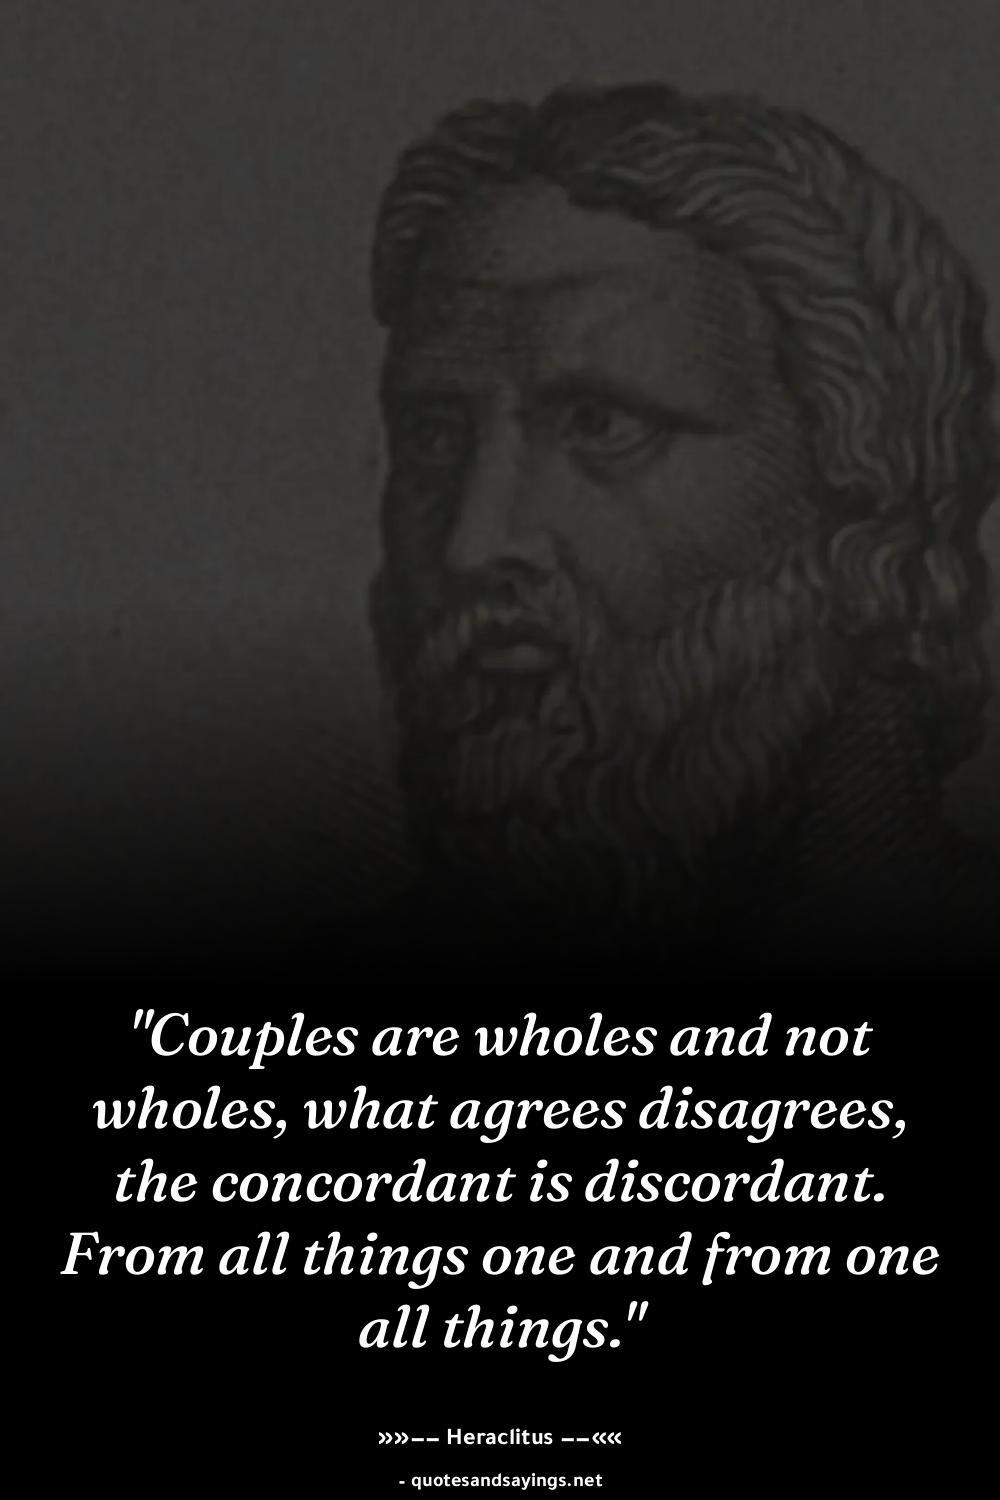 "Couples are wholes and not
wholes, what agrees disagrees,
the concordant is discordant.
From all things one and from one
all things."
»»−− Heraclitus −−««
- quotesandsayings.net